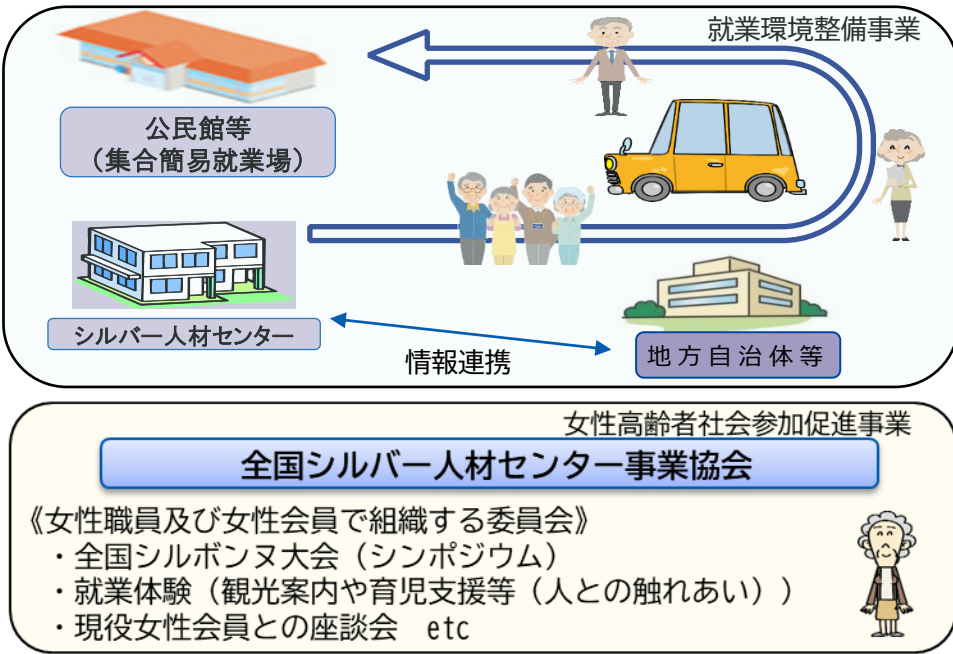 就業環境整備事業
公民館等
（集合簡易就業場）
シルバー人材センター
情報連携
地方自治体等
女性高齢者社会参加促進事業
全国シルバー人材センター事業協会
《女性職員及び女性会員で組織する委員会》
・全国シルボンヌ大会（シンポジウム）
・就業体験（観光案内や育児支援等（人との触れあい））
・現役女性会員との座談会　etc